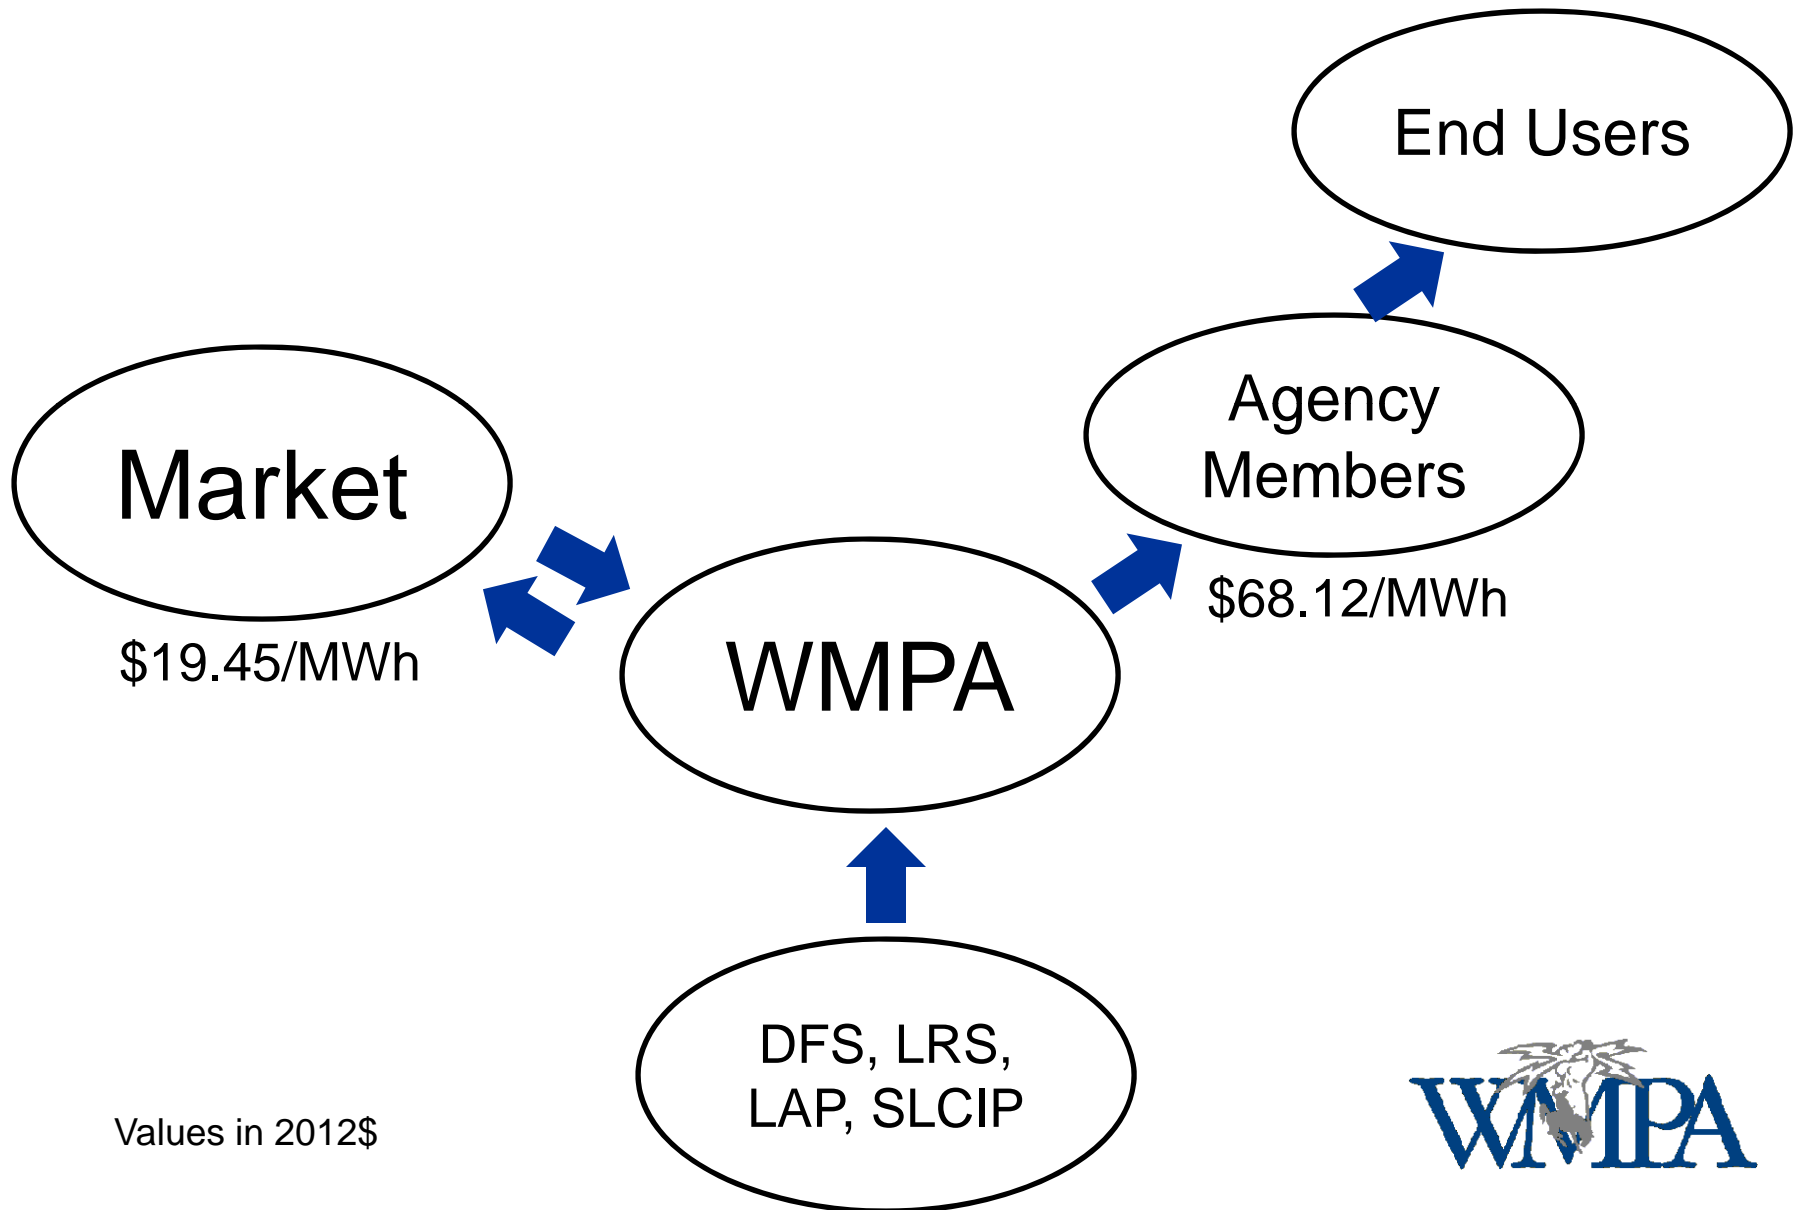 End Users
Agency
Members
$68.12/MWh
Market
$19.45/MWh
WMPA
DFS, LRS,
LAP, SLCIP
Values in 2012$
WMPA